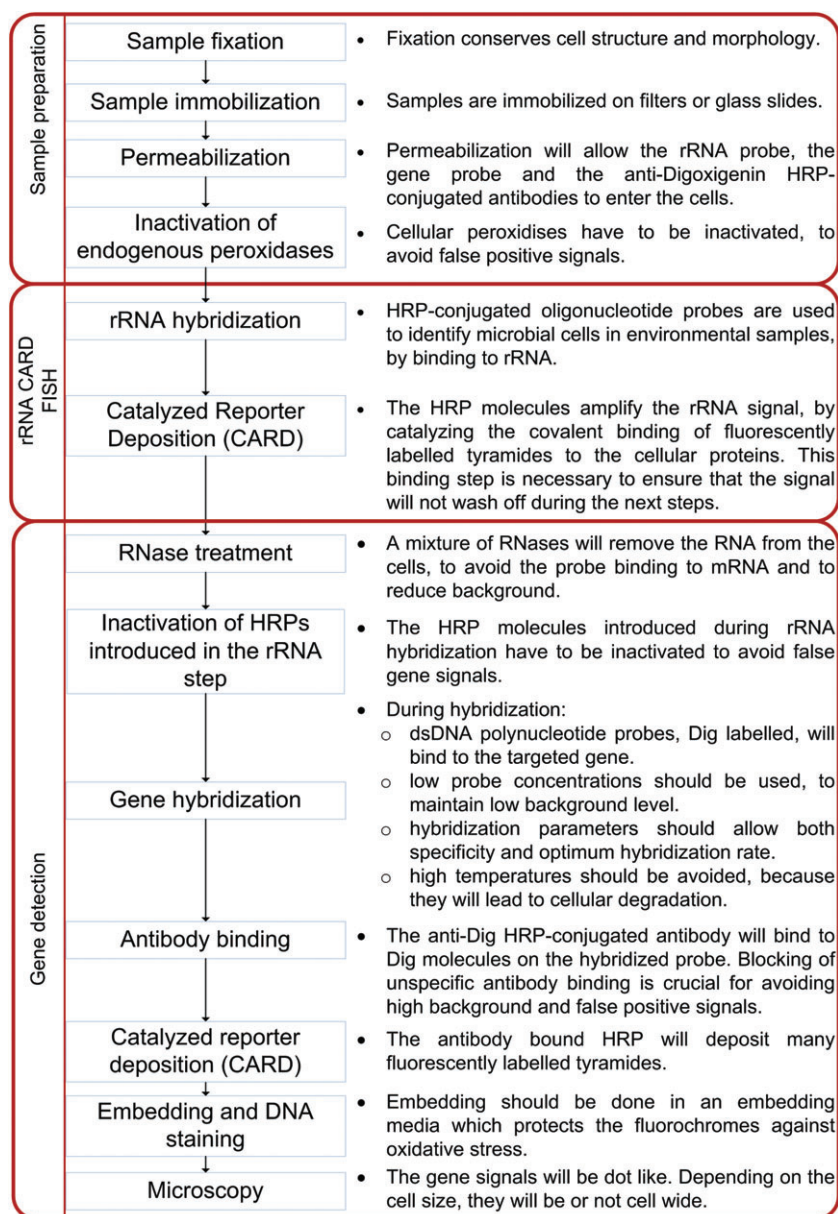 Sample preparation
Sample fixation
• Fixation conserves cell structure and morphology.
Sample immobilization
• Samples are immobilized on filters or glass slides.
Permeabilization
• Permeabilization will allow the rRNA probe, the
gene probe and the anti-Digoxigenin HRP-
conjugated antibodies to enter the cells.
Inactivation of
endogenous peroxidases
• Cellular peroxidises have to be inactivated, to
avoid false positive signals.
rRNA CARD
FISH
rRNA hybridization
• HRP-conjugated oligonucleotide probes are used
to identify microbial cells in environmental samples,
by binding to rRNA.
Catalyzed Reporter
Deposition (CARD)
• The HRP molecules amplify the rRNA signal, by
catalyzing the covalent binding of fluorescently
labelled tyramides to the cellular proteins. This
binding step is necessary to ensure that the signal
will not wash off during the next steps.
Gene detection
RNase treatment
• A mixture of RNases will remove the RNA from the
cells, to avoid the probe binding to mRNA and to
reduce background.
Inactivation of HRPs
introduced in the rRNA
step
• The HRP molecules introduced during rRNA
hybridization have to be inactivated to avoid false
gene signals.
Gene hybridization
• During hybridization:
o dsDNA polynucleotide probes, Dig labelled, will
bind to the targeted gene.
o low probe concentrations should be used, to
maintain low background level.
o hybridization parameters should allow both
specificity and optimum hybridization rate.
o high temperatures should be avoided, because
they will lead to cellular degradation.
Antibody binding
• The anti-Dig HRP-conjugated antibody will bind to
Dig molecules on the hybridized probe. Blocking of
unspecific antibody binding is crucial for avoiding
high background and false positive signals.
Catalyzed reporter
deposition (CARD)
• The antibody bound HRP will deposit many
fluorescently labelled tyramides.
Embedding and DNA
staining
• Embedding should be done in an embedding
media which protects the fluorochromes against
oxidative stress.
Microscopy
• The gene signals will be dot like. Depending on the
cell size, they will be or not cell wide.